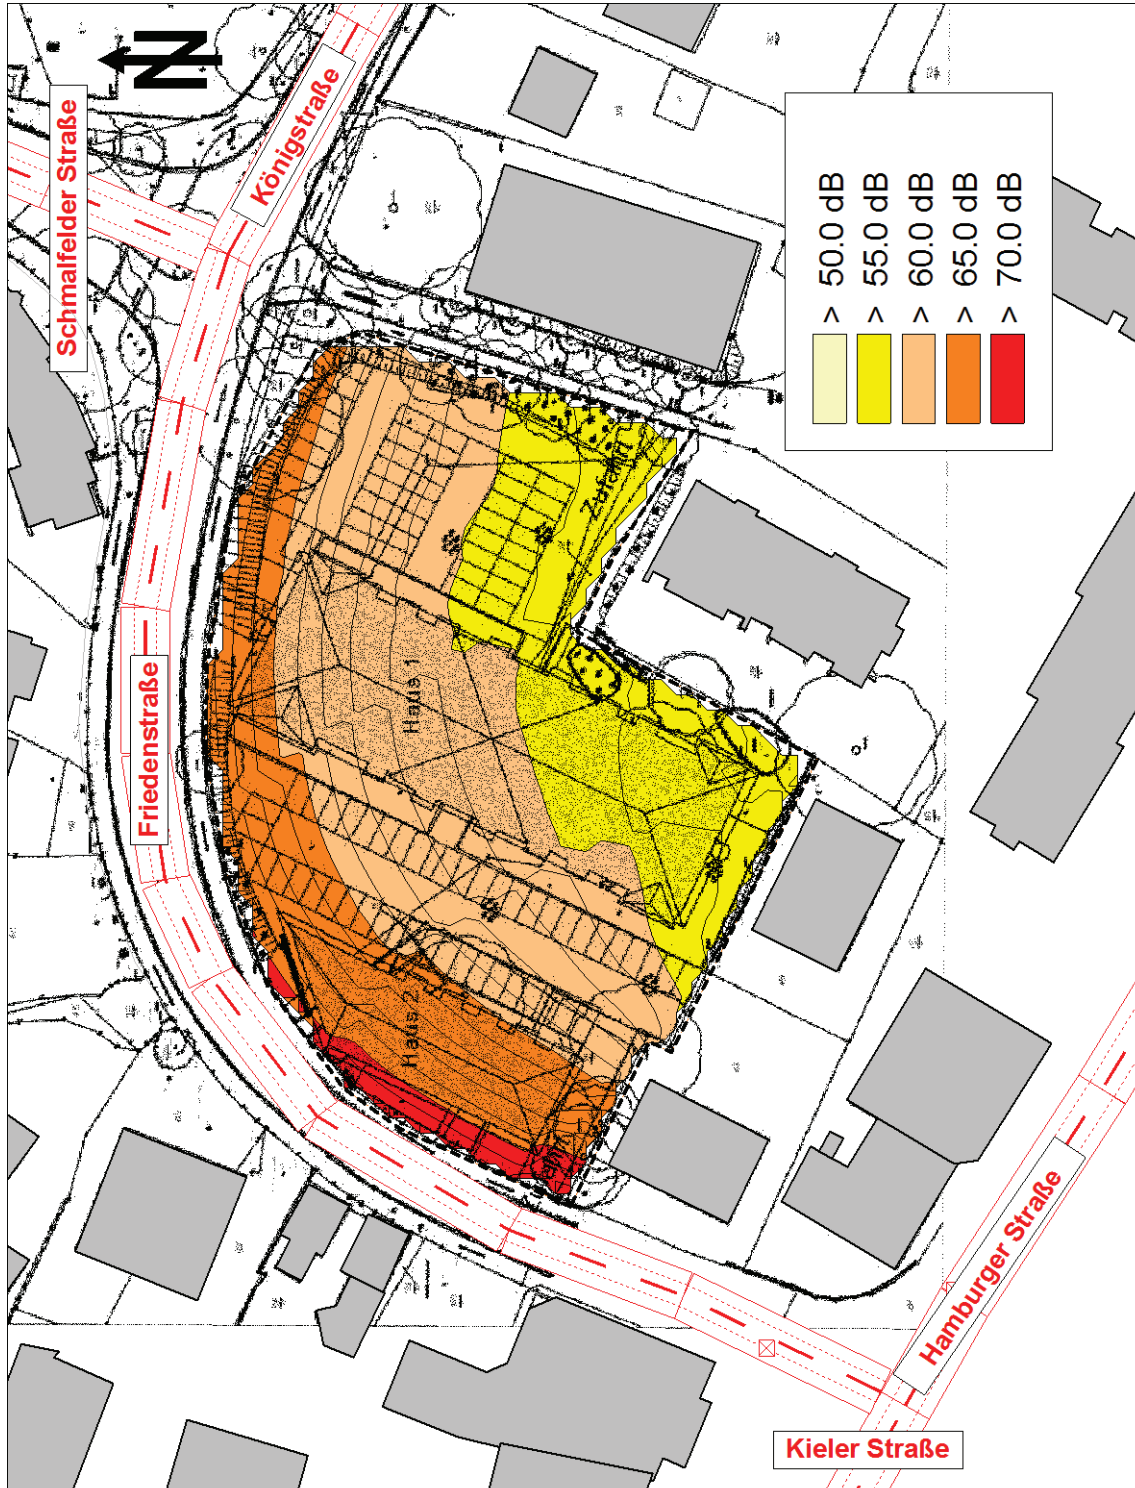 Schmalfelder Straße
Königstraße
N
Friedenstraße
> 50.0 dB
> 55.0 dB
> 60.0 dB
> 65.0 dB
> 70.0 dB
Zufahrt
Haus 1
Haus 2
Hamburger Straße
Kieler Straße